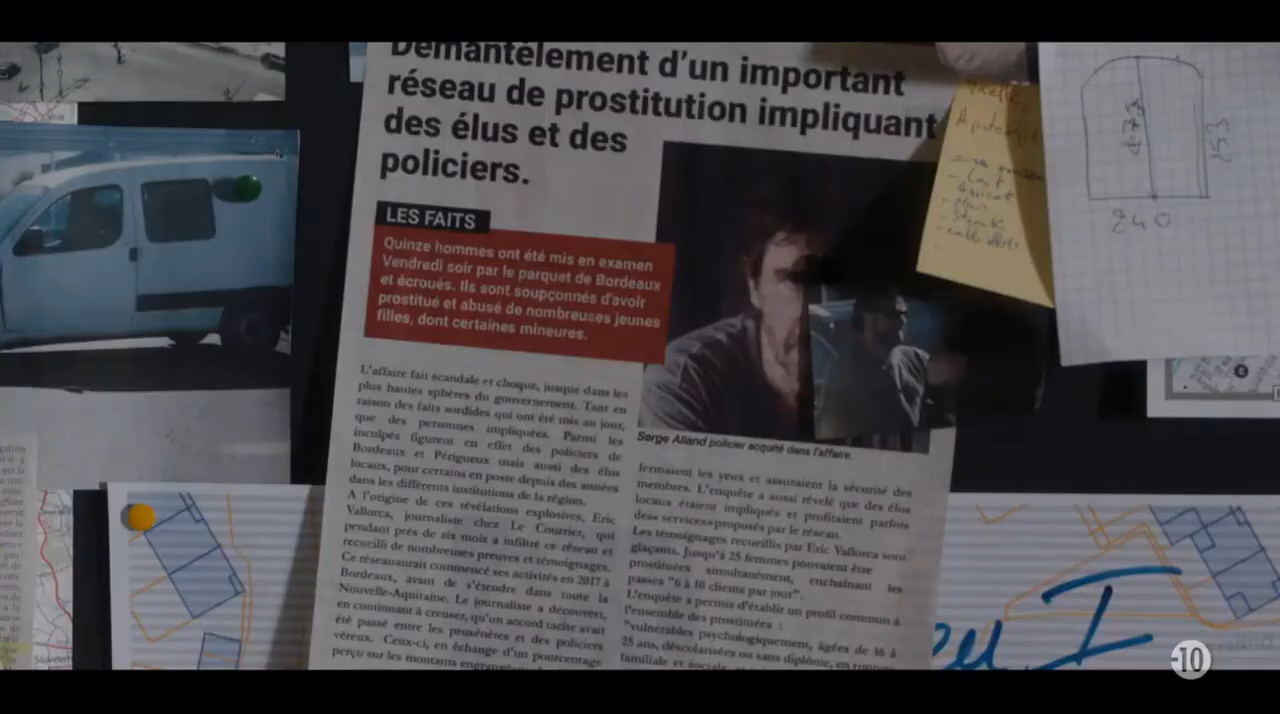 Démantèlement d'un important
réseau de prostitution impliquant
des élus et des
policiers.
LES FAITS
Quinze hommes ont été mis en examen
Vendredi soir par le parquet de Bordeaux
et écroués. Ils sont soupçonnés d'avoir
prostitué et abusé de nombreuses jeunes
filles, dont certaines mineures.
L'affaire fait scandale et choque, jusque dans les
plus hautes sphères du gouvernement. Tant en
raison des faits sordides qui ont été mis au jour,
que des personnes impliquées. Parmi les
inculpés figurent en effet des policiers de
Bordeaux et Périgueux mais aussi des élus
locaux, pour certains en poste depuis des années
dans les différents institutions de la région.
A l'origine de ces révélations explosives, Eric
Vallorca, journaliste chez Le Courrier, qui
pendant près de six mois a infiltré ce réseau et
recueilli de nombreuses preuves et témoignages.
Ce réseau aurait commencé ses activités en 2017 à
Bordeaux, avant de s'étendre dans toute la
Nouvelle-Aquitaine. Le journaliste a découvert,
en continuant à creuser, qu'un accord tacite avait
été passé entre les proxénètes et des policiers
véreux. Ceux-ci, en échange d'un pourcentage
perçu sur les montants
Serge Alland policier acquité dans l'affaire.
fermaient les yeux et assuraient la sécurité des
membres. L'enquête a aussi révélé que des élus
locaux étaient impliqués et profitaient parfois
des «services» proposés par le réseau.
Les témoignages recueillis par Eric Vallorca sont
glaçants. Jusqu'à 25 femmes pouvaient être
prostituées simultanément, enchaînant les
passes "6 à 10 clients par jour".
L'enquête a permis d'établir un profil commun à
l'ensemble des prostituées :
"vulnérables psychologiquement, âgées de 16 à
25 ans, déscolarisées ou sans diplôme, en
familiale et sociale
153
240
-10